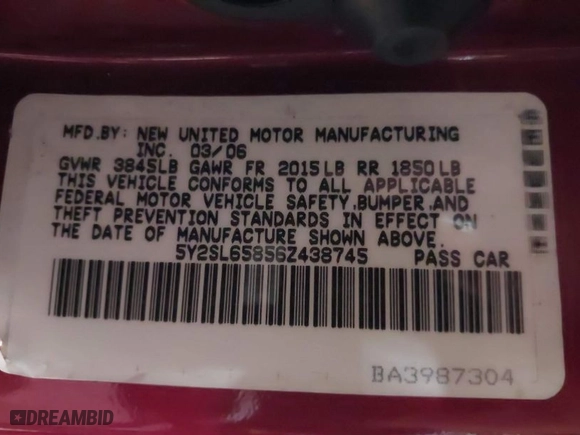 MFD.BY: NEW UNITED MOTOR MANUFACTURING
INC. 03/06
GVWR 3845LB GAWR FR 2015LB RR 1850LB
THIS VEHICLE CONFORMS TO ALL APPLICABLE
FEDERAL MOTOR VEHICLE SAFETY,BUMPER,AND
THEFT PREVENTION STANDARDS IN EFFECT ON
THE DATE OF MANUFACTURE SHOWN ABOVE.
5Y2SL65856Z438745 PASS CAR
BA3987304
DREAMBID